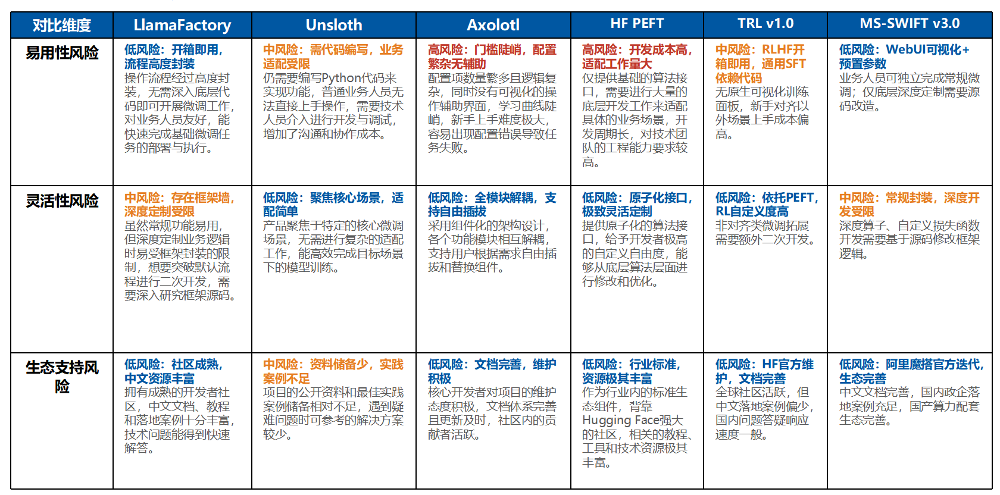 对比维度
LlamaFactory
Unsloth
Axolotl
HF PEFT
TRL v1.0
MS-SWIFT v3.0
易用性风险
低风险：开箱即用，
流程高度封装
操作流程经过高度封
装，无需深入底层代
码即可开展微调工作，
对业务人员友好，能
快速完成基础微调任
务的部署与执行。
中风险：需代码编写，业务
适配受限
仍需要编写Python代码来
实现功能，普通业务人员无
法直接上手操作，需要技术
人员介入进行开发与调试，
增加了沟通和协作成本。
高风险：门槛陡峭，配置
繁杂无辅助
配置项数量繁多且逻辑复
杂，同时没有可视化的操
作辅助界面，学习曲线陡
峭，新手上手难度极大，
容易出现配置错误导致任
务失败。
高风险：开发成本高，
适配工作量大
仅提供基础的算法接
口，需要进行大量的
底层开发工作来适配
具体的业务场景，开
发周期长，对技术团
队的工程能力要求较
高。
中风险：RLHF开
箱即用，通用SFT
依赖代码
无原生可视化训练
面板，新手对齐以
外场景上手成本偏
高。
低风险：WebUI可视化+
预置参数
业务人员可独立完成常规微
调；仅底层深度定制需要源
码改造。
灵活性风险
中风险：存在框架墙，
深度定制受限
虽然常规功能易用，
但深度定制业务逻辑
时易受框架封装的限
制，想要突破默认流
程进行二次开发，需
要深入研究框架源码。
低风险：聚焦核心场景，适
配简单
产品聚焦于特定的核心微调
场景，无需进行复杂的适配
工作，能高效完成目标场景
下的模型训练。
低风险：全模块解耦，支
持自由插拔
采用组件化的架构设计，
各个功能模块相互解耦，
支持用户根据需求自由插
拔和替换组件。
低风险：原子化接口，
极致灵活定制
提供原子化的算法接
口，给予开发者极高
的自定义自由度，能
够从底层算法层面进
行修改和优化。
低风险：依托PEFT，
RL自定义度高
非对齐类微调拓展
需要额外二次开发。
中风险：常规封装，深度开
发受限
深度算子、自定义损失函数
开发需要基于源码修改框架
逻辑。
生态支持风
险
低风险：社区成熟，
中文资源丰富
拥有成熟的开发者社
区，中文文档、教程
和落地案例十分丰富，
技术问题能得到快速
解答。
中风险：资料储备少，实践
案例不足
项目的公开资料和最佳实践
案例储备相对不足，遇到疑
难问题时可参考的解决方案
较少。
低风险：文档完善，维护
积极
核心开发者对项目的维护
态度积极，文档体系完善
且更新及时，社区内的贡
献者活跃。
低风险：行业标准，
资源极其丰富
作为行业内的标准生
态组件，背靠
Hugging Face强大
的社区，相关的教程、
工具和技术资源极其
丰富。
低风险：HF官方维
护，文档完善
全球社区活跃，但
中文落地案例偏少，
国内问题答疑响应
速度一般。
低风险：阿里魔搭官方迭代，
生态完善
中文文档完善，国内政企落
地案例充足，国产算力配套
生态完善。